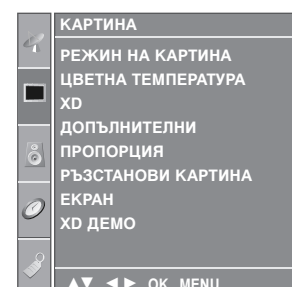 КАРТИНА
РЕЖИН НА КАРТИНА
ЦВЕТНА ТЕМПЕРАТУРА
XD
ДОПЪЛНИТЕЛНИ
ПРОПОРЦИЯ
РЪЗСТАНОВИ КАРТИНА
ЕКРАН
XD ДЕМО
▲▼ ◄► OK MENU